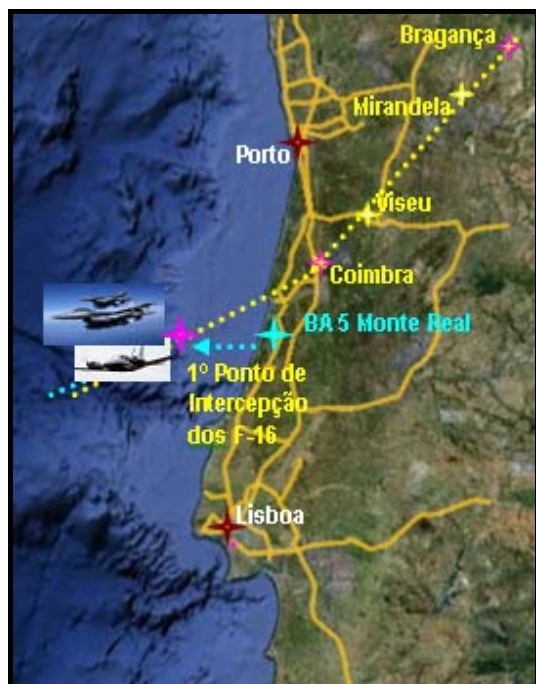 Bragança
Mirandela
Porto
Viseu
Coimbra
BA 5 Monte Real
1º Ponto de
Intercepção
dos F-16
Lisboa